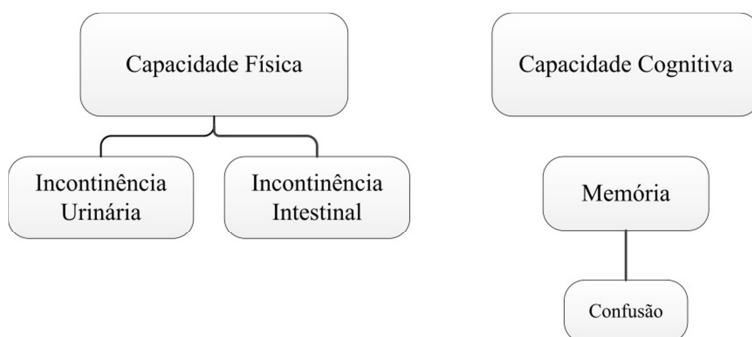 Capacidade Física
Capacidade Cognitiva
Incontinência
Urinária
Incontinência
Intestinal
Memória
Confusão